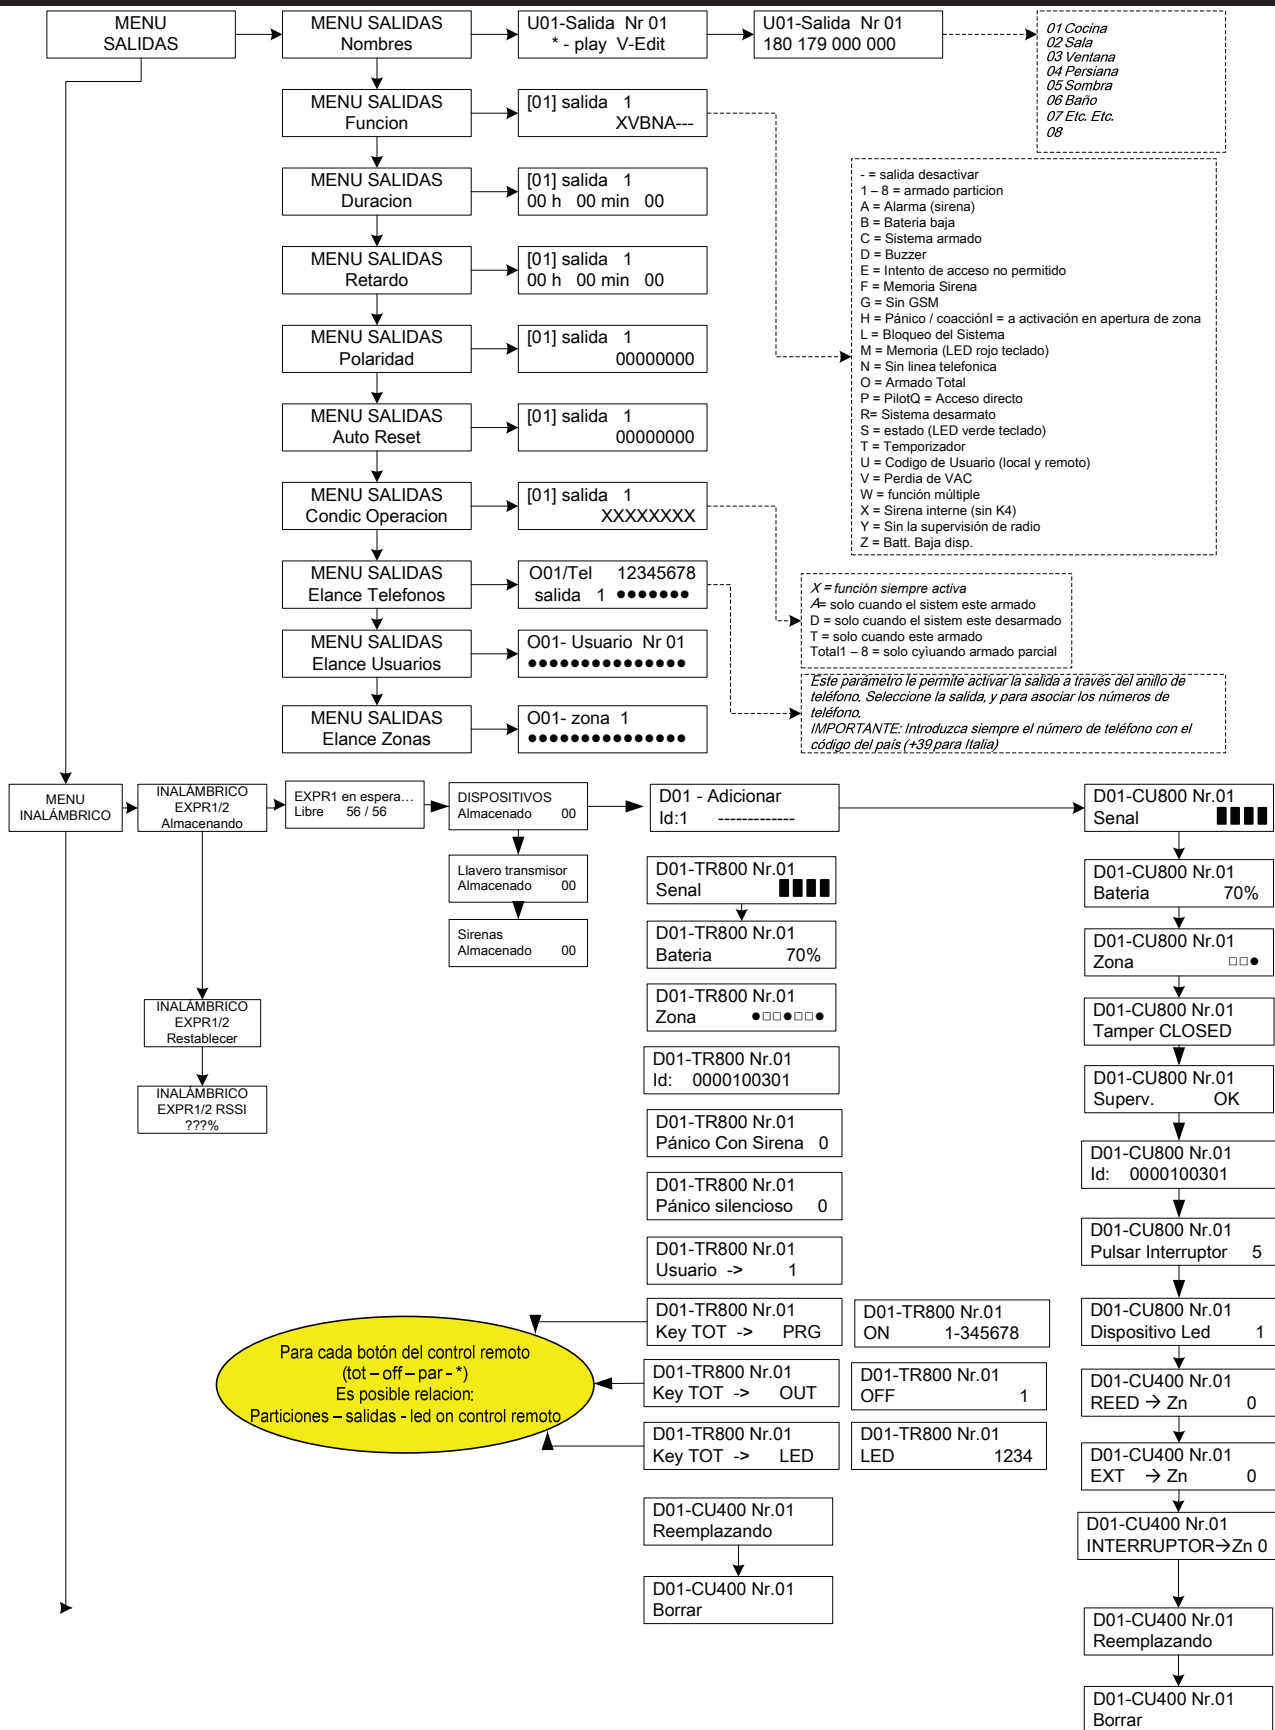 MENU
SALIDAS
MENU SALIDAS
Nombres
U01-Salida Nr 01
* - play V-Edit
U01-Salida Nr 01
180 179 000 000
01 Cocina
02 Sala
03 Ventana
04 Persiana
05 Sombra
06 Baño
07 Etc. Etc.
08
MENU SALIDAS
Funcion
[01] salida 1
XVBNA---
- = salida desactivar
1 – 8 = armado particion
A = Alarma (sirena)
B = Bateria baja
C = Sistema armado
D = Buzzer
E = Intento de acceso no permitido
F = Memoria Sirena
G = Sin GSM
H = Pánico / coacciónI = a activación en apertura de zona
L = Bloqueo del Sistema
M = Memoria (LED rojo teclado)
N = Sin linea telefonica
O = Armado Total
P = PilotQ = Acceso directo
R= Sistema desarmato
S = estado (LED verde teclado)
T = Temporizador
U = Codigo de Usuario (local y remoto)
V = Perdia de VAC
W = función múltiple
X = Sirena interne (sin K4)
Y = Sin la supervisión de radio
Z = Batt. Baja disp.
MENU SALIDAS
Duracion
[01] salida 1
00 h 00 min 00
MENU SALIDAS
Retardo
[01] salida 1
00 h 00 min 00
MENU SALIDAS
Polaridad
[01] salida 1
00000000
MENU SALIDAS
Auto Reset
[01] salida 1
00000000
MENU SALIDAS
Condic Operacion
[01] salida 1
XXXXXXXX
X = función siempre activa
A= solo cuando el sistem este armado
D = solo cuando el sistem este desarmado
T = solo cuando este armado
Total1 – 8 = solo cyìuando armado parcial
MENU SALIDAS
Elance Telefonos
O01/Tel 12345678
salida 1 ●●●●●●●
Este parámetro le permite activar la salida a través del anillo de
teléfono. Seleccione la salida, y para asociar los números de
teléfono.
IMPORTANTE: Introduzca siempre el número de teléfono con el
código del país (+39 para Italia)
MENU SALIDAS
Elance Usuarios
O01- Usuario Nr 01
●●●●●●●●●●●●●●●
MENU SALIDAS
Elance Zonas
O01- zona 1
●●●●●●●●●●●●●●●
MENU
INALÁMBRICO
INALÁMBRICO
EXPR1/2
Almacenando
EXPR1 en espera…
Libre 56 / 56
DISPOSITIVOS
Almacenado 00
Llavero transmisor
Almacenado 00
Sirenas
Almacenado 00
INALÁMBRICO
EXPR1/2
Restablecer
INALÁMBRICO
EXPR1/2 RSSI
???%
D01 - Adicionar
Id:1 -------------
D01-TR800 Nr.01
Senal
D01-TR800 Nr.01
Bateria 70%
D01-TR800 Nr.01
Zona ●□□●□□●
D01-TR800 Nr.01
Id: 0000100301
D01-TR800 Nr.01
Pánico Con Sirena 0
D01-TR800 Nr.01
Pánico silencioso 0
D01-TR800 Nr.01
Usuario -> 1
D01-TR800 Nr.01
Key TOT -> PRG
D01-TR800 Nr.01
ON 1-345678
D01-TR800 Nr.01
Key TOT -> OUT
D01-TR800 Nr.01
OFF 1
D01-TR800 Nr.01
Key TOT -> LED
D01-TR800 Nr.01
LED 1234
Para cada botón del control remoto
(tot – off – par - *)
Es posible relacion:
Particiones – salidas - led on control remoto
D01-CU400 Nr.01
Reemplazando
D01-CU400 Nr.01
Borrar
D01-CU800 Nr.01
Senal
D01-CU800 Nr.01
Bateria 70%
D01-CU800 Nr.01
Zona □□●
D01-CU800 Nr.01
Tamper CLOSED
D01-CU800 Nr.01
Superv. OK
D01-CU800 Nr.01
Id: 0000100301
D01-CU800 Nr.01
Pulsar Interruptor 5
D01-CU800 Nr.01
Dispositivo Led 1
D01-CU400 Nr.01
REED → Zn 0
D01-CU400 Nr.01
EXT → Zn 0
D01-CU400 Nr.01
INTERRUPTOR→Zn 0
D01-CU400 Nr.01
Reemplazando
D01-CU400 Nr.01
Borrar